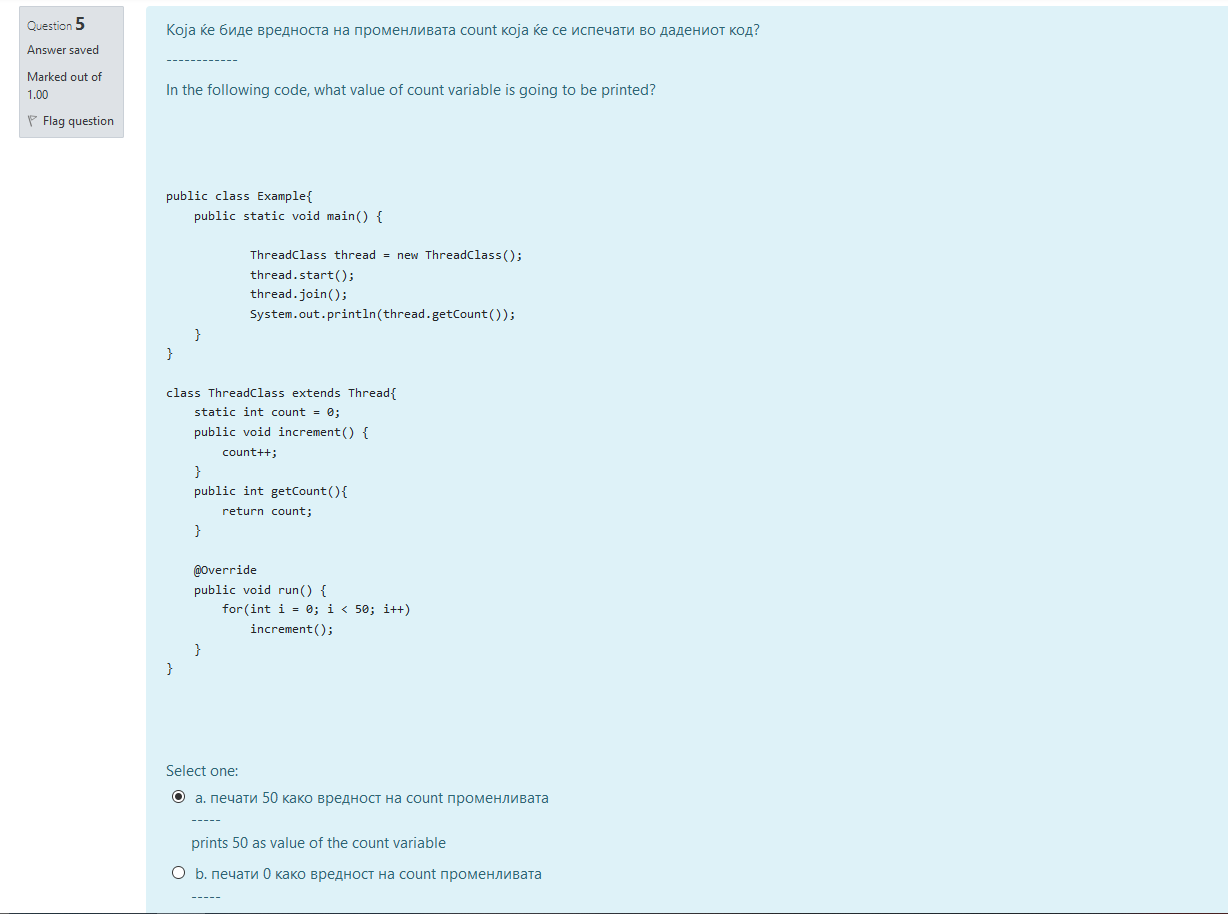 Question 5
Answer saved
Marked out of
1.00
Flag question
Која ќе биде вредноста на променливата count која ќе се испечати во дадениот код?
------------
In the following code, what value of count variable is going to be printed?
public class Example{
    public static void main() {
            ThreadClass thread = new ThreadClass();
            thread.start();
            thread.join();
            System.out.println(thread.getCount());
    }
}
class ThreadClass extends Thread{
    static int count = 0;
    public void increment() {
        count++;
    }
    public int getCount(){
        return count;
    }
    @Override
    public void run() {
        for(int i = 0; i < 50; i++)
            increment();
    }
}
Select one:
a. печати 50 како вредност на count променливата
-----
prints 50 as value of the count variable
b. печати 0 како вредност на count променливата
-----